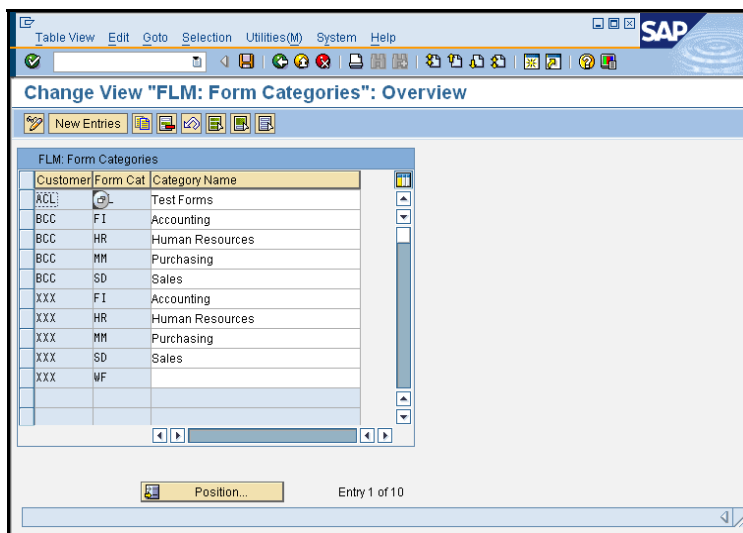 Table View Edit Goto Selection Utilities(M) System Help
SAP
Change View "FLM: Form Categories": Overview
New Entries
FLM: Form Categories
Customer Form Cat Category Name
ACL Test Forms
BCC FI Accounting
BCC HR Human Resources
BCC MM Purchasing
BCC SD Sales
XXX FI Accounting
XXX HR Human Resources
XXX MM Purchasing
XXX SD Sales
XXX WF
Position... Entry 1 of 10